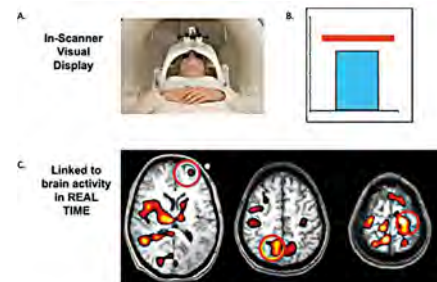 A.
In-Scanner
Visual
Display
B.
C.
Linked to
brain activity
in REAL
TIME